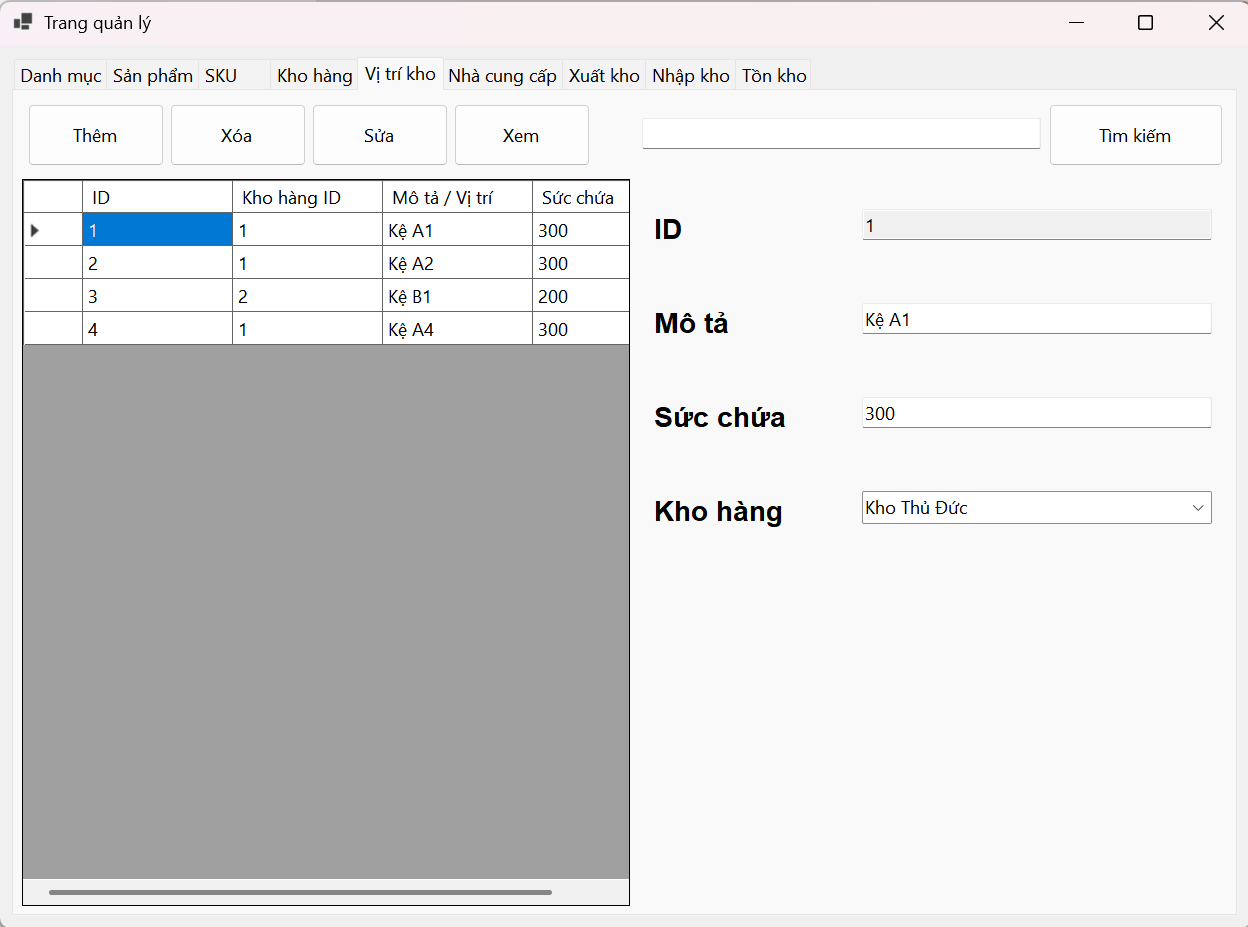 Trang quản lý
Danh mục Sản phẩm SKU Kho hàng Vị trí kho Nhà cung cấp Xuất kho Nhập kho Tồn kho
Thêm Xóa Sửa Xem Tìm kiếm
ID Kho hàng ID Mô tả / Vị trí Sức chứa
1 1 Kệ A1 300
2 1 Kệ A2 300
3 2 Kệ B1 200
4 1 Kệ A4 300
ID 1
Mô tả Kệ A1
Sức chứa 300
Kho hàng Kho Thủ Đức